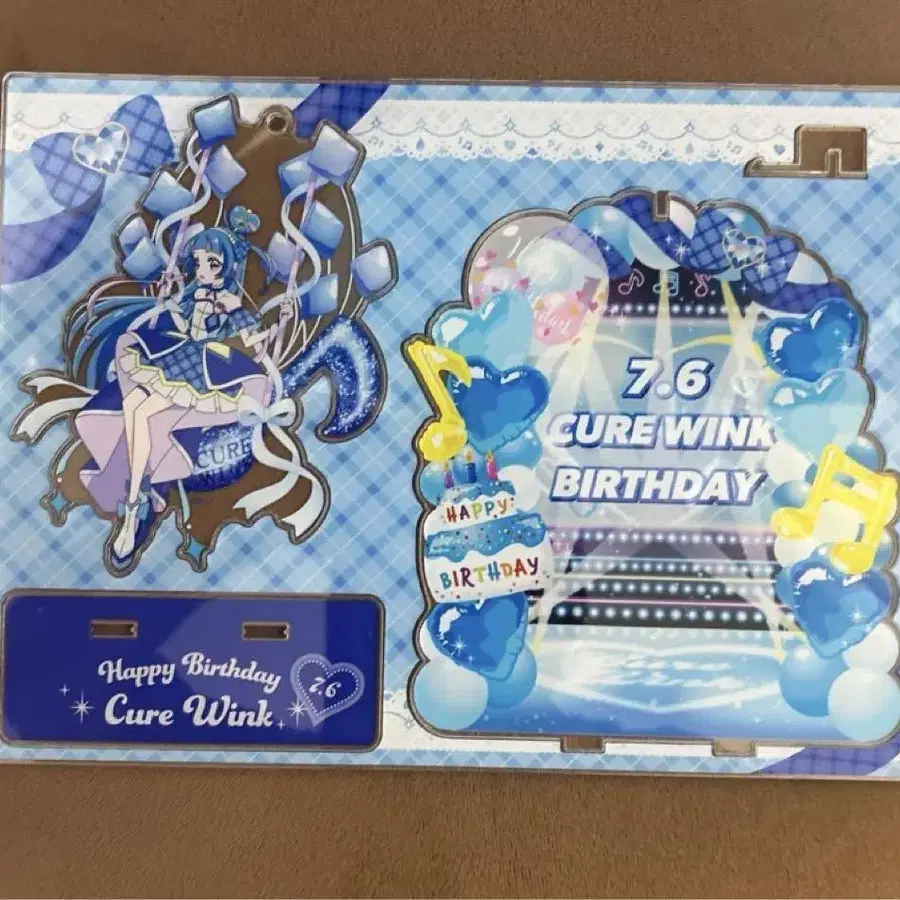 CURE
7.6
CURE WINK
BIRTHDAY
HAPPY
BIRTHDAY
Happy Birthday
Cure Wink
7.6